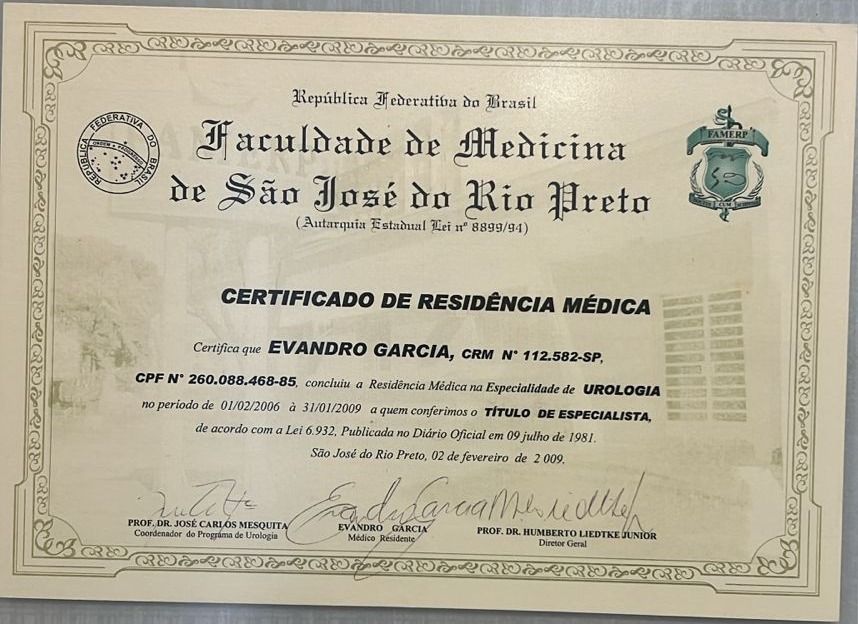 República Federativa do Brasil
REPÚBLICA FEDERATIVA DO BRASIL
FAMERP
Faculdade de Medicina
de São José do Rio Preto
(Autarquia Estadual Lei nº 8899/94)
CERTIFICADO DE RESIDÊNCIA MÉDICA
Certifica que EVANDRO GARCIA, CRM N° 112.582-SP,
CPF N° 260.088.468-85, concluiu a Residência Médica na Especialidade de UROLOGIA
no período de 01/02/2006 à 31/01/2009 a quem conferimos o TÍTULO DE ESPECIALISTA,
de acordo com a Lei 6.932, Publicada no Diário Oficial em 09 julho de 1981.
São José do Rio Preto, 02 de fevereiro de 2 009.
Evandro Garcia
PROF. DR. JOSÉ CARLOS MESQUITA
Coordenador do Programa de Urologia
EVANDRO GARCIA
Médico Residente
PROF. DR. HUMBERTO LIEDTKE JUNIOR
Diretor Geral